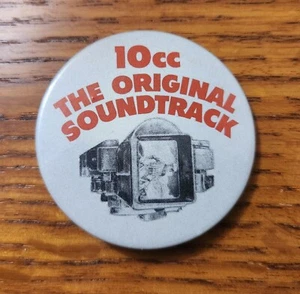 10cc
THE ORIGINAL
SOUNDTRACK